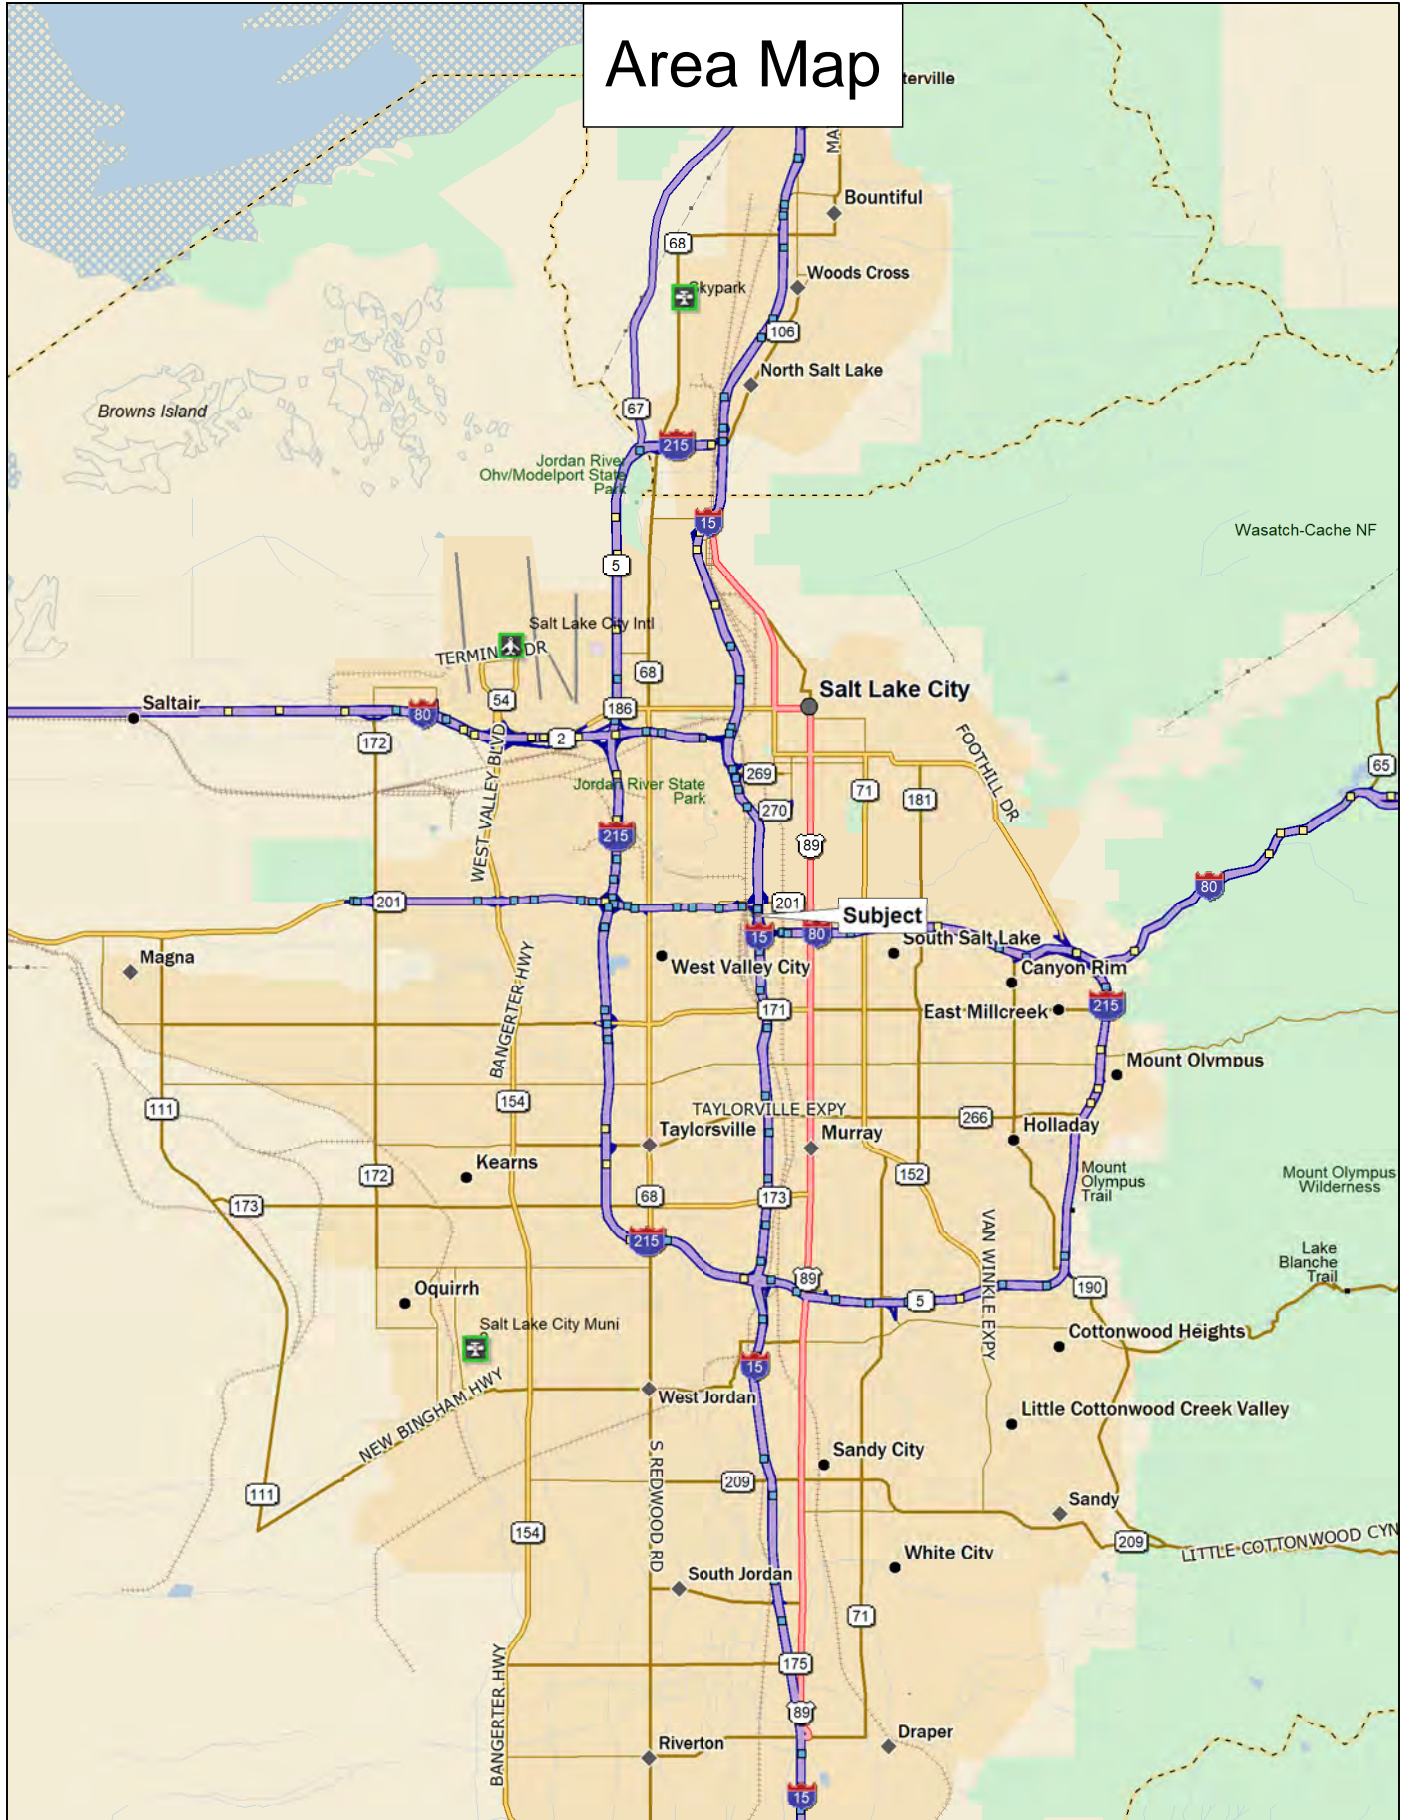 Area Map
terville
MA
Bountiful
68
Woods Cross
Skypark
106
North Salt Lake
67
Browns Island
215
Jordan River
Ohv/Modelport State
Park
15
Wasatch-Cache NF
5
Salt Lake City Intl
TERMIN DR
68
Salt Lake City
Saltair
54
186
80
2
172
WEST VALLEY BLVD
FOOTHILL DR
65
269
Jordan River State
Park
71
181
270
215
89
80
201
201
Subject
15
80
South Salt Lake
Magna
West Valley City
Canyon Rim
BANGERTER HWY
171
East Millcreek
215
Mount Olympus
154
111
TAYLORVILLE EXPY
266
Taylorsville
Murray
Holladay
Kearns
172
152
Mount
Olympus
Trail
Mount Olympus
Wilderness
173
68
173
VAN WINKLE EXPY
215
Lake
Blanche
Trail
89
190
Oquirrh
5
Salt Lake City Muni
2
Cottonwood Heights
15
NEW BINGHAM HWY
West Jordan
Little Cottonwood Creek Valley
S REDWOOD RD
Sandy City
209
111
Sandy
154
209
LITTLE COTTONWOOD CYN
White City
South Jordan
71
BANGERTER HWY
175
89
Draper
Riverton
15